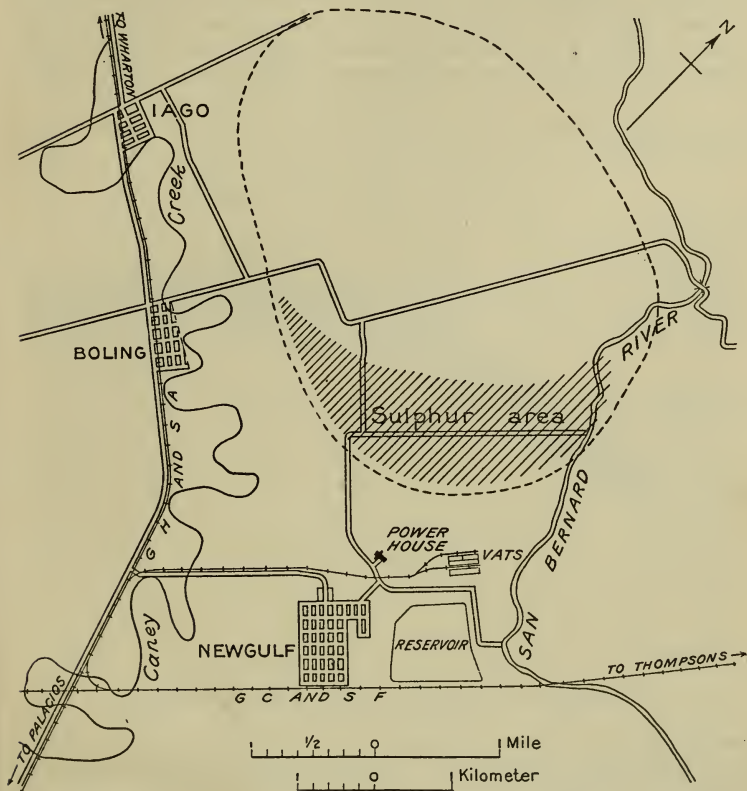 TO WHARTON
N
IAGO
Creek
BOLING
RIVER
Sulphur area
G H AND S A
BERNARD
SAN
POWER
HOUSE
VATS
NEWGULF
RESERVOIR
Caney
TO THOMPSONS
G C AND S F
TO PALACIOS
1/2 0 1 Mile
1 0 1 Kilometer